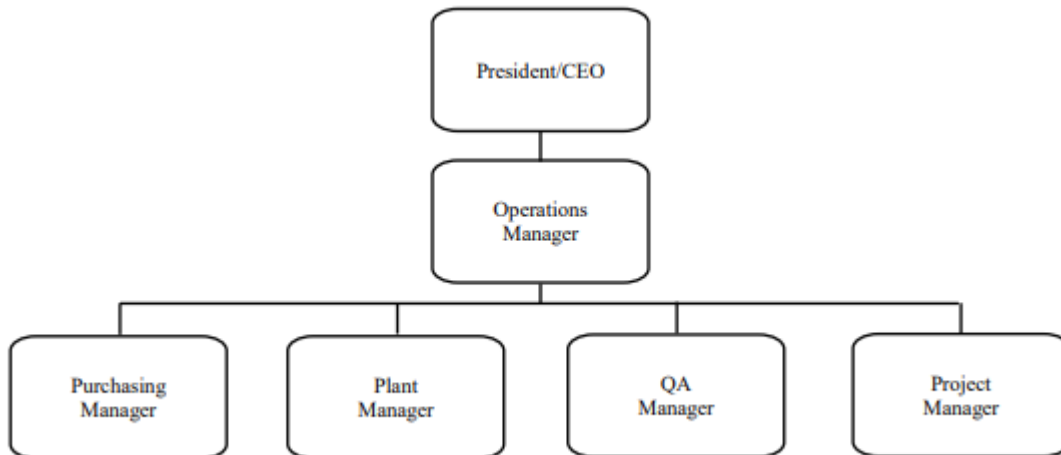 President/CEO
Operations
Manager
Purchasing
Manager
Plant
Manager
QA
Manager
Project
Manager